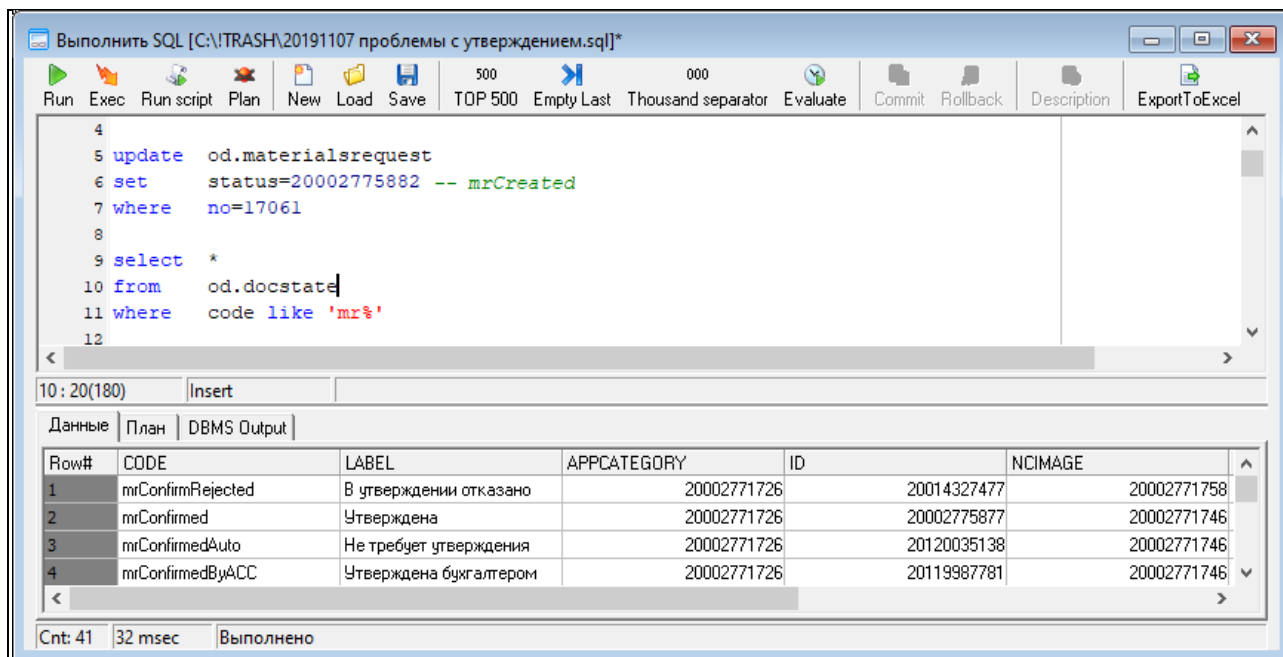 Выполнить SQL [C:\!TRASH\20191107 проблемы с утверждением.sql]*
500 000
Run Exec Run script Plan New Load Save TOP 500 Empty Last Thousand separator Evaluate Commit Rollback Description ExportToExcel
4
5 update od.materialsrequest
6 set status=20002775882 -- mrCreated
7 where no=17061
8
9 select *
10 from od.docstate
11 where code like 'mr%'
12
10 : 20(180) Insert
Данные План DBMS Output
Row# CODE LABEL APPCATEGORY ID NCIMAGE
1 mrConfirmRejected В утверждении отказано 20002771726 20014327477 20002771758
2 mrConfirmed Утверждена 20002771726 20002775877 20002771746
3 mrConfirmedAuto Не требует утверждения 20002771726 20120035138 20002771746
4 mrConfirmedByACC Утверждена бухгалтером 20002771726 20119987781 20002771746
Cnt: 41 32 msec Выполнено